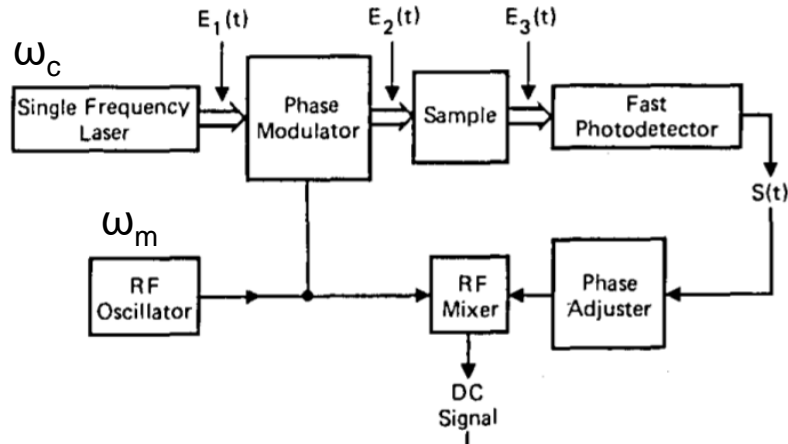 E₁(t)
E₂(t)
E₃(t)
ω꜀
Single Frequency
Laser
Phase
Modulator
Sample
Fast
Photodetector
S(t)
ωₘ
RF
Oscillator
RF
Mixer
Phase
Adjuster
DC
Signal